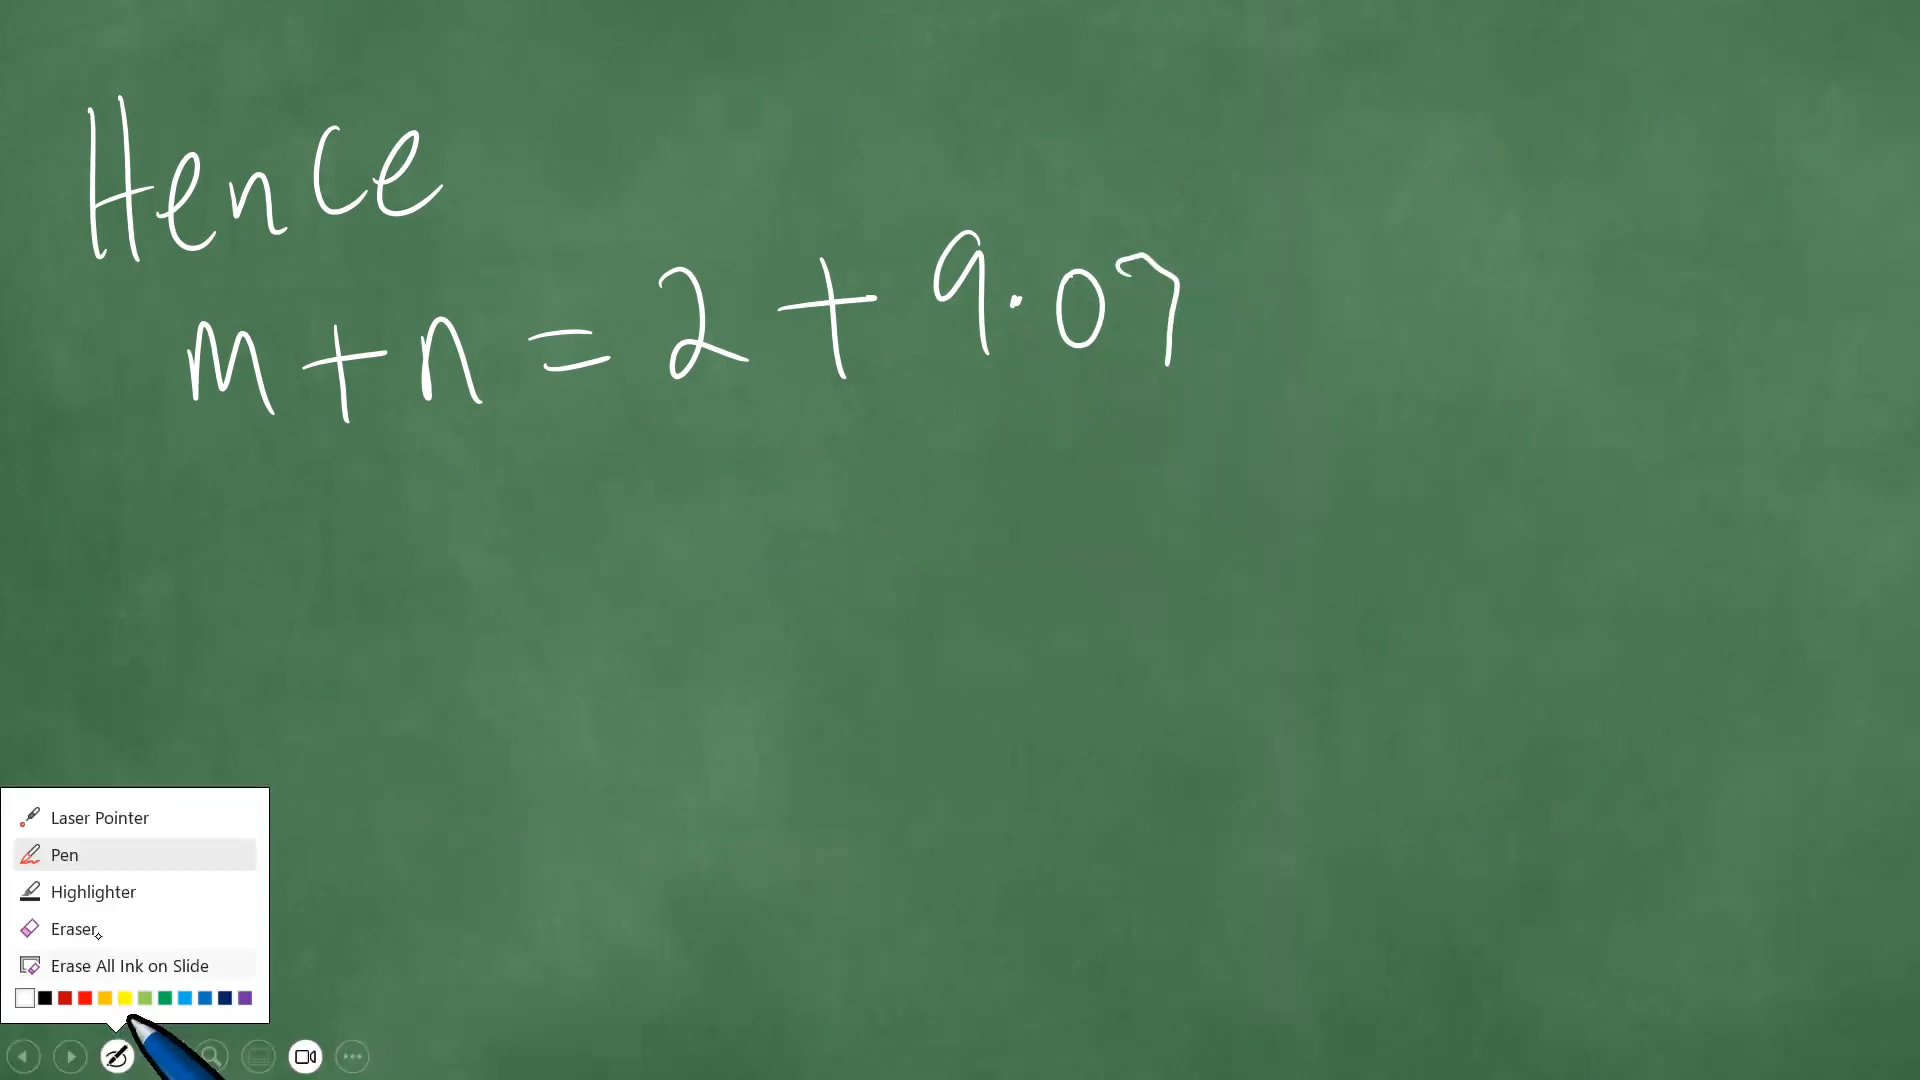 Hence
m+n = 2 + 9.07
Laser Pointer
Pen
Highlighter
Eraser
Erase All Ink on Slide